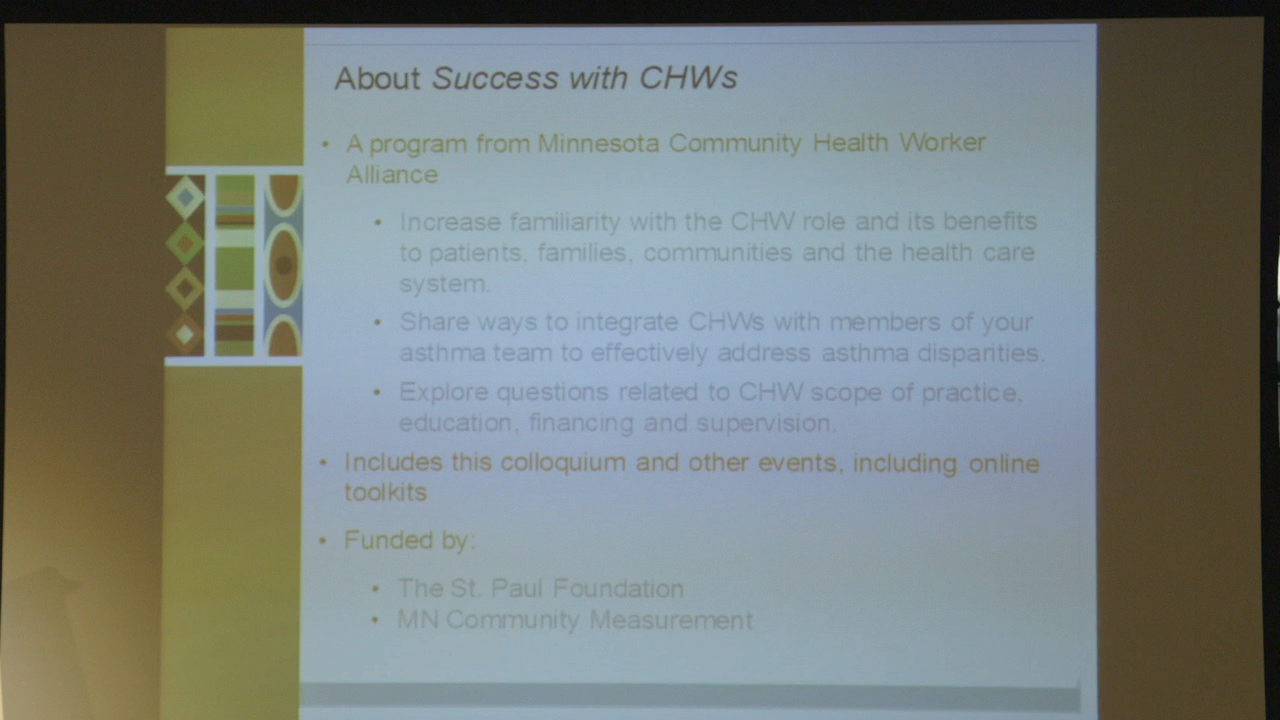 About Success with CHWs
• A program from Minnesota Community Health Worker
Alliance
• Increase familiarity with the CHW role and its benefits
to patients, families, communities and the health care
system.
• Share ways to integrate CHWs with members of your
asthma team to effectively address asthma disparities.
• Explore questions related to CHW scope of practice,
education, financing and supervision.
• Includes this colloquium and other events, including online
toolkits
• Funded by:
• The St. Paul Foundation
• MN Community Measurement